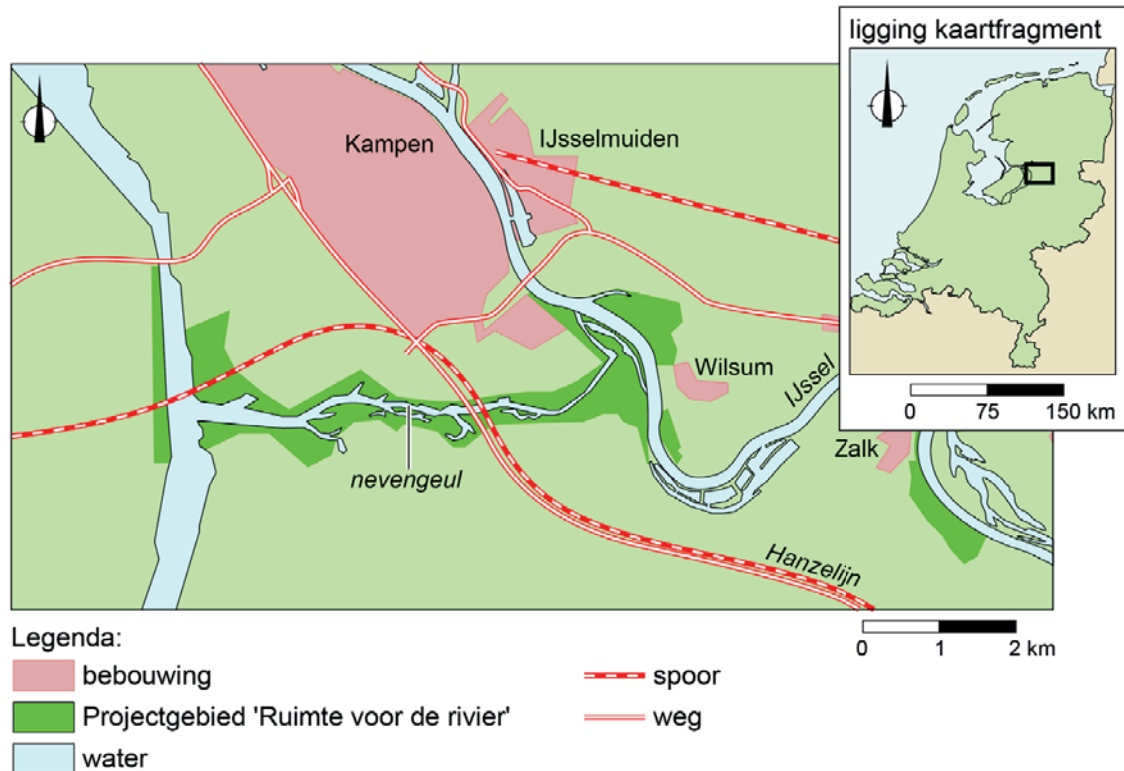 ligging kaartfragment
0 75 150 km
Kampen
IJsselmuiden
Wilsum
IJssel
Zalk
nevengeul
Hanzelijn
0 1 2 km
Legenda:
bebouwing
Projectgebied 'Ruimte voor de rivier'
water
spoor
weg